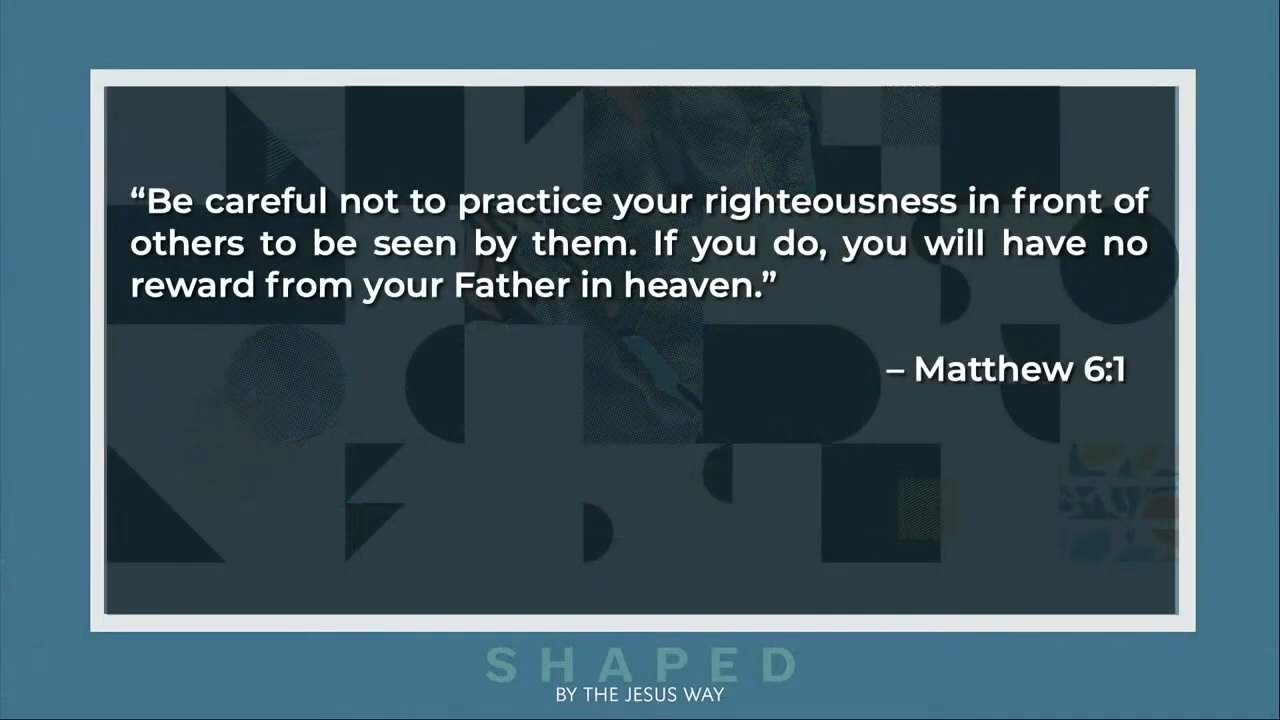 “Be careful not to practice your righteousness in front of
others to be seen by them. If you do, you will have no
reward from your Father in heaven.”
– Matthew 6:1
SHAPED
BY THE JESUS WAY